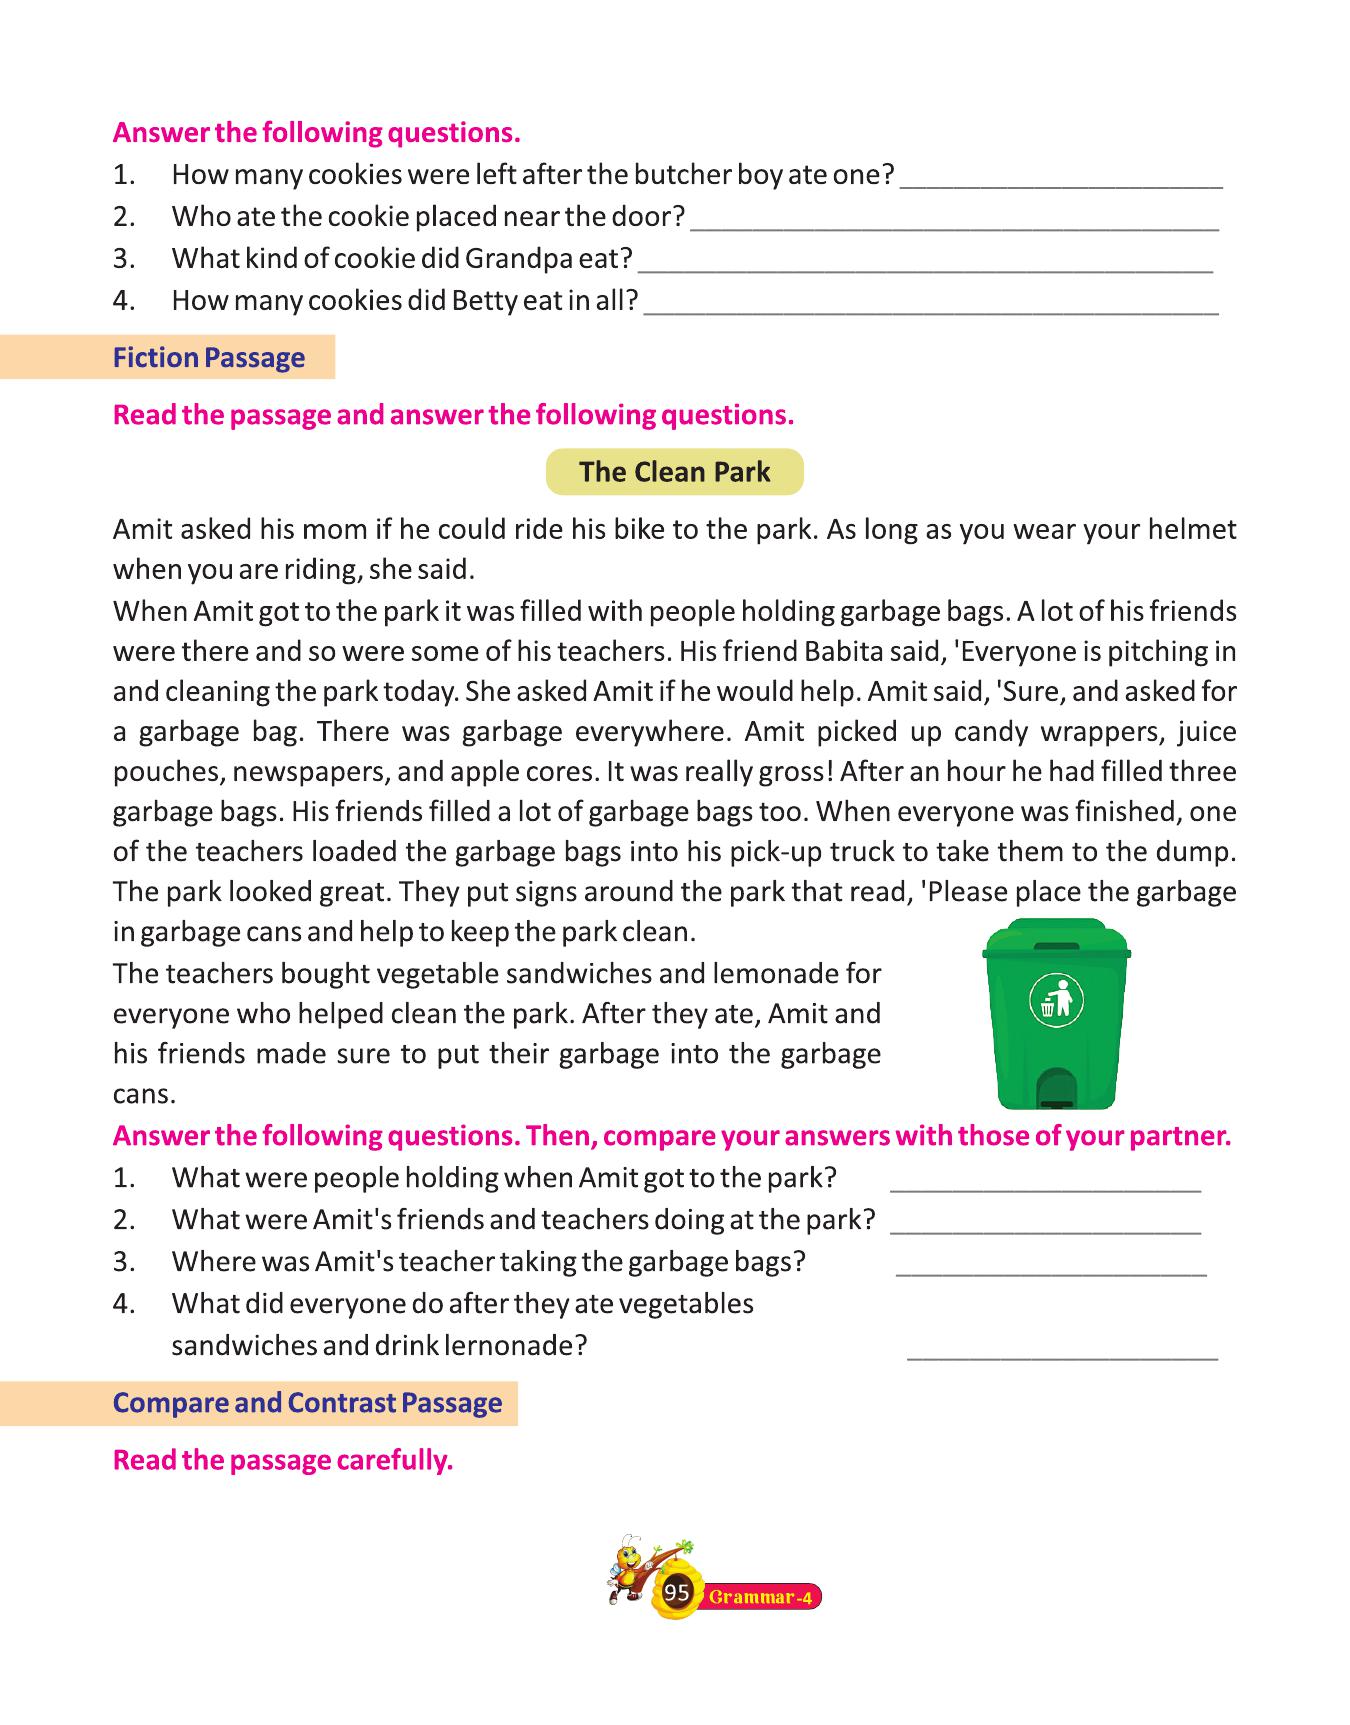 Answer the following questions.
1. How many cookies were left after the butcher boy ate one? ________________________
2. Who ate the cookie placed near the door? ________________________
3. What kind of cookie did Grandpa eat? ________________________
4. How many cookies did Betty eat in all? ________________________
Fiction Passage
Read the passage and answer the following questions.
The Clean Park
Amit asked his mom if he could ride his bike to the park. As long as you wear your helmet
when you are riding, she said.
When Amit got to the park it was filled with people holding garbage bags. A lot of his friends
were there and so were some of his teachers. His friend Babita said, 'Everyone is pitching in
and cleaning the park today. She asked Amit if he would help. Amit said, 'Sure, and asked for
a garbage bag. There was garbage everywhere. Amit picked up candy wrappers, juice
pouches, newspapers, and apple cores. It was really gross! After an hour he had filled three
garbage bags. His friends filled a lot of garbage bags too. When everyone was finished, one
of the teachers loaded the garbage bags into his pick-up truck to take them to the dump.
The park looked great. They put signs around the park that read, 'Please place the garbage
in garbage cans and help to keep the park clean.
The teachers bought vegetable sandwiches and lemonade for
everyone who helped clean the park. After they ate, Amit and
his friends made sure to put their garbage into the garbage
cans.
Answer the following questions. Then, compare your answers with those of your partner.
1. What were people holding when Amit got to the park? ________________________
2. What were Amit's friends and teachers doing at the park? ________________________
3. Where was Amit's teacher taking the garbage bags? ________________________
4. What did everyone do after they ate vegetables
sandwiches and drink lernonade? ________________________
Compare and Contrast Passage
Read the passage carefully.
95 Grammar-4